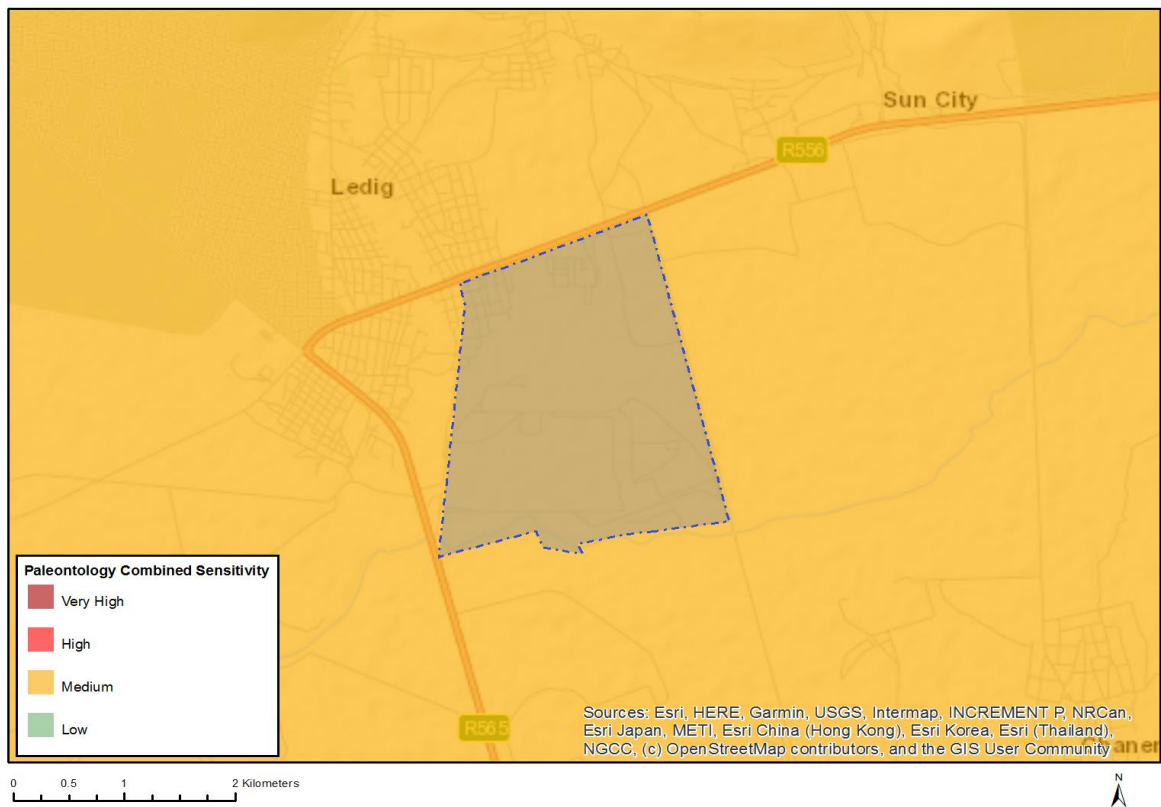 Sun City
R556
Ledig
Paleontology Combined Sensitivity
Very High
High
Medium
Low
R565
Sources: Esri, HERE, Garmin, USGS, Intermap, INCREMENT P, NRCan,
Esri Japan, METI, Esri China (Hong Kong), Esri Korea, Esri (Thailand),
NGCC, (c) OpenStreetMap contributors, and the GIS User Community
Chaner
0 0.5 1 2 Kilometers
N